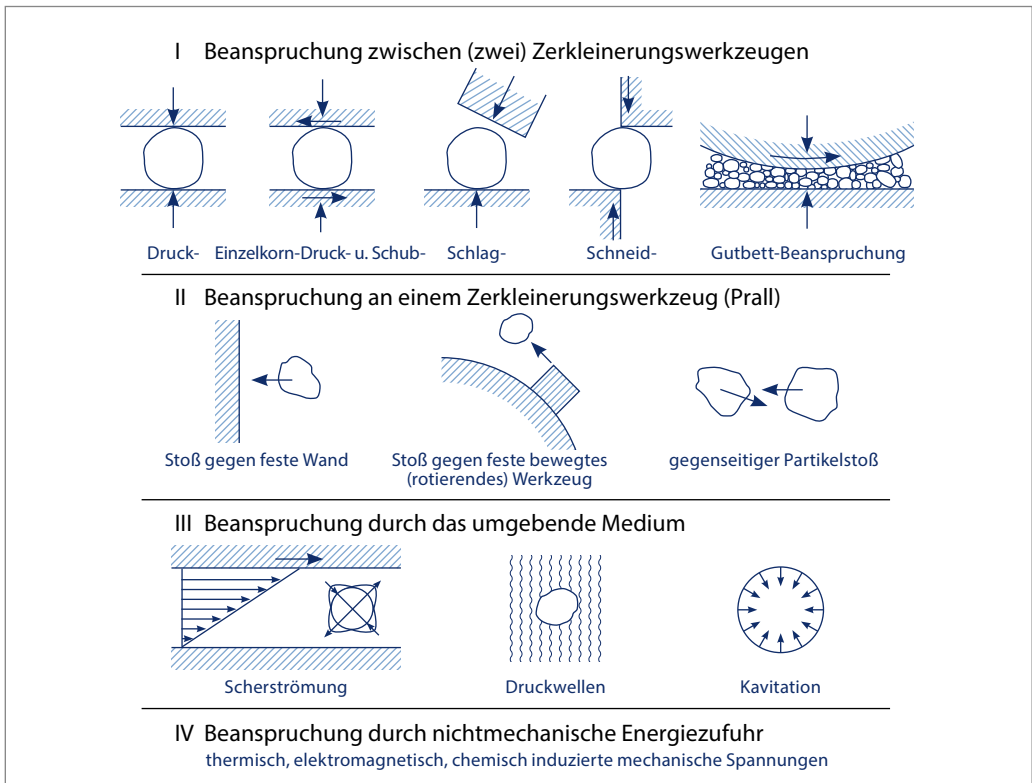 I Beanspruchung zwischen (zwei) Zerkleinerungswerkzeugen
Druck- Einzelkorn-Druck- u. Schub- Schlag- Schneid- Gutbett-Beanspruchung
II Beanspruchung an einem Zerkleinerungswerkzeug (Prall)
Stoß gegen feste Wand
Stoß gegen feste bewegtes
(rotierendes) Werkzeug
gegenseitiger Partikelstoß
III Beanspruchung durch das umgebende Medium
Scherströmung Druckwellen Kavitation
IV Beanspruchung durch nichtmechanische Energiezufuhr
thermisch, elektromagnetisch, chemisch induzierte mechanische Spannungen